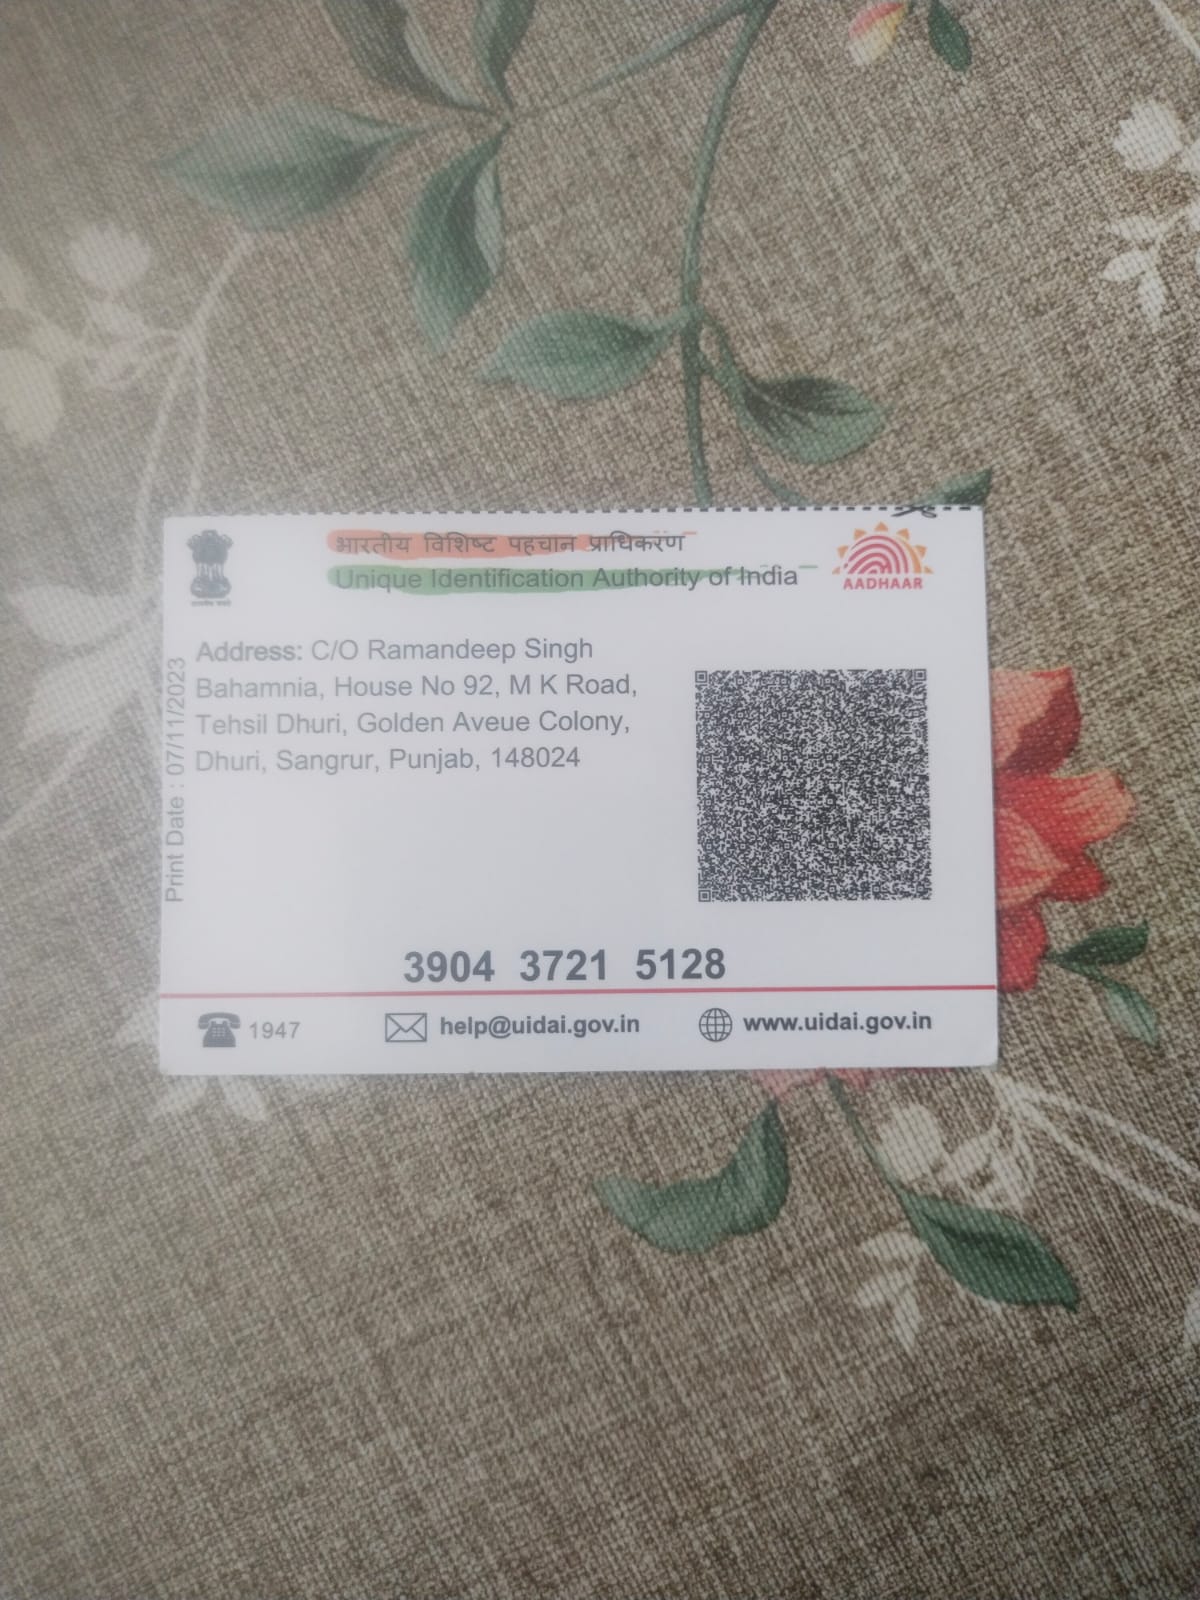 भारतीय विशिष्ट पहचान प्राधिकरण
Unique Identification Authority of India
AADHAAR
Address: C/O Ramandeep Singh
Bahamnia, House No 92, M K Road,
Tehsil Dhuri, Golden Aveue Colony,
Dhuri, Sangrur, Punjab, 148024
Print Date : 07/11/2023
3904 3721 5128
1947
help@uidai.gov.in
www.uidai.gov.in